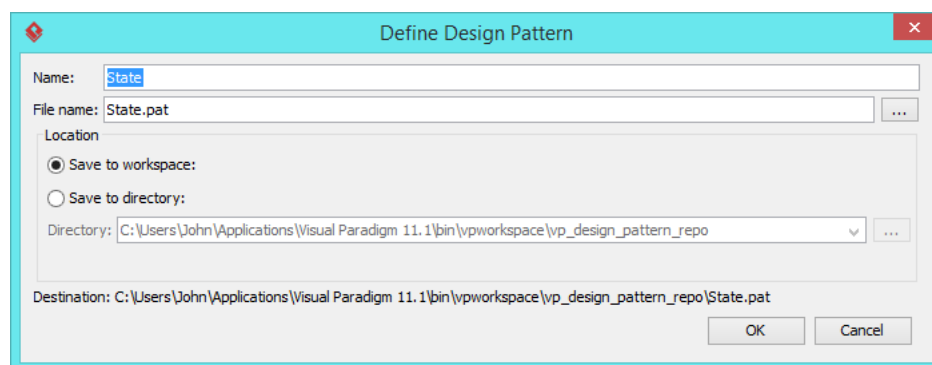 Define Design Pattern
Name: State
File name: State.pat ...
Location
Save to workspace:
Save to directory:
Directory: C:\Users\John\Applications\Visual Paradigm 11.1\bin\vpworkspace\vp_design_pattern_repo ...
Destination: C:\Users\John\Applications\Visual Paradigm 11.1\bin\vpworkspace\vp_design_pattern_repo\State.pat
OK Cancel